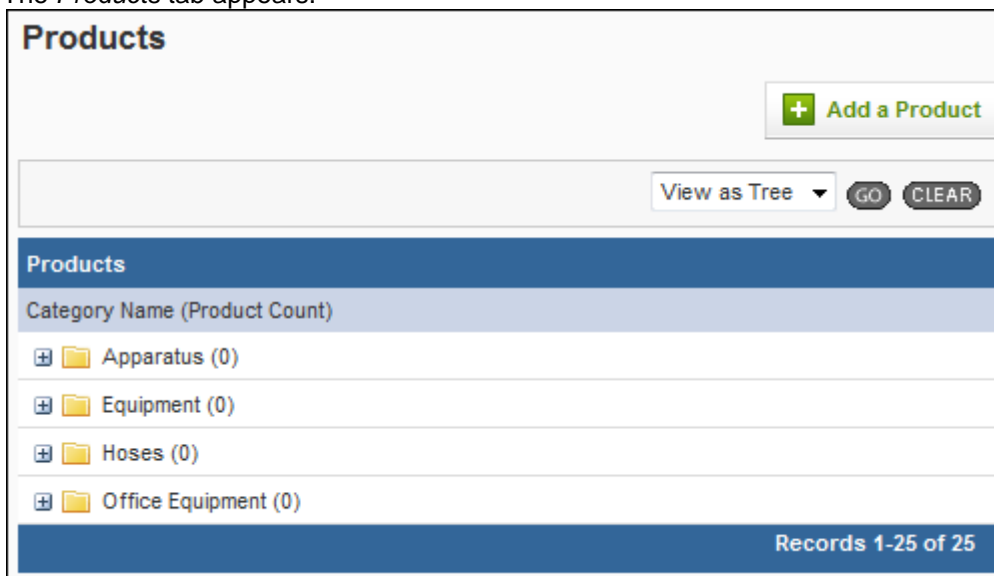 The Products tab appears.
Products
Add a Product
View as Tree GO CLEAR
Products
Category Name (Product Count)
Apparatus (0)
Equipment (0)
Hoses (0)
Office Equipment (0)
Records 1-25 of 25